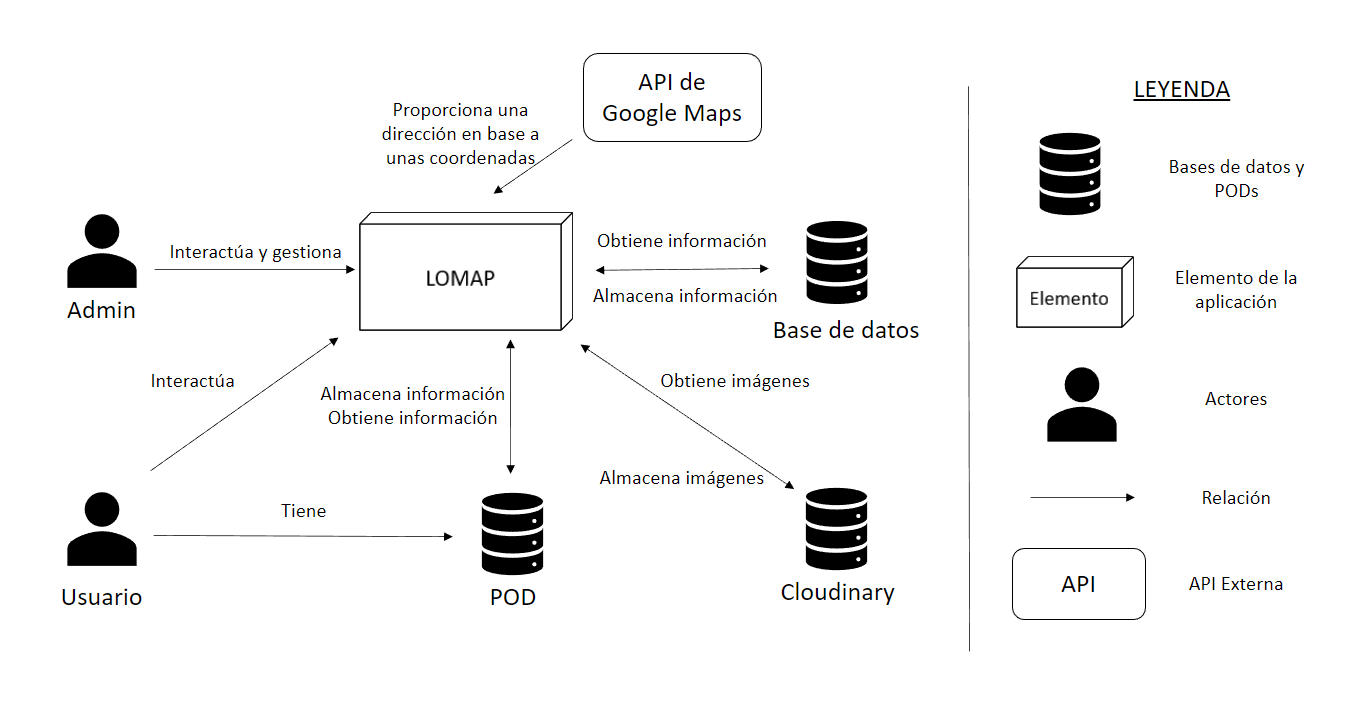 API de
Google Maps
Proporciona una
dirección en base a
unas coordenadas
Admin
Interactúa y gestiona
LOMAP
Obtiene información
Almacena información
Base de datos
Interactúa
Almacena información
Obtiene información
Obtiene imágenes
Almacena imágenes
Usuario
Tiene
POD
Cloudinary
LEYENDA
Bases de datos y
PODs
Elemento
Elemento de la
aplicación
Actores
Relación
API
API Externa